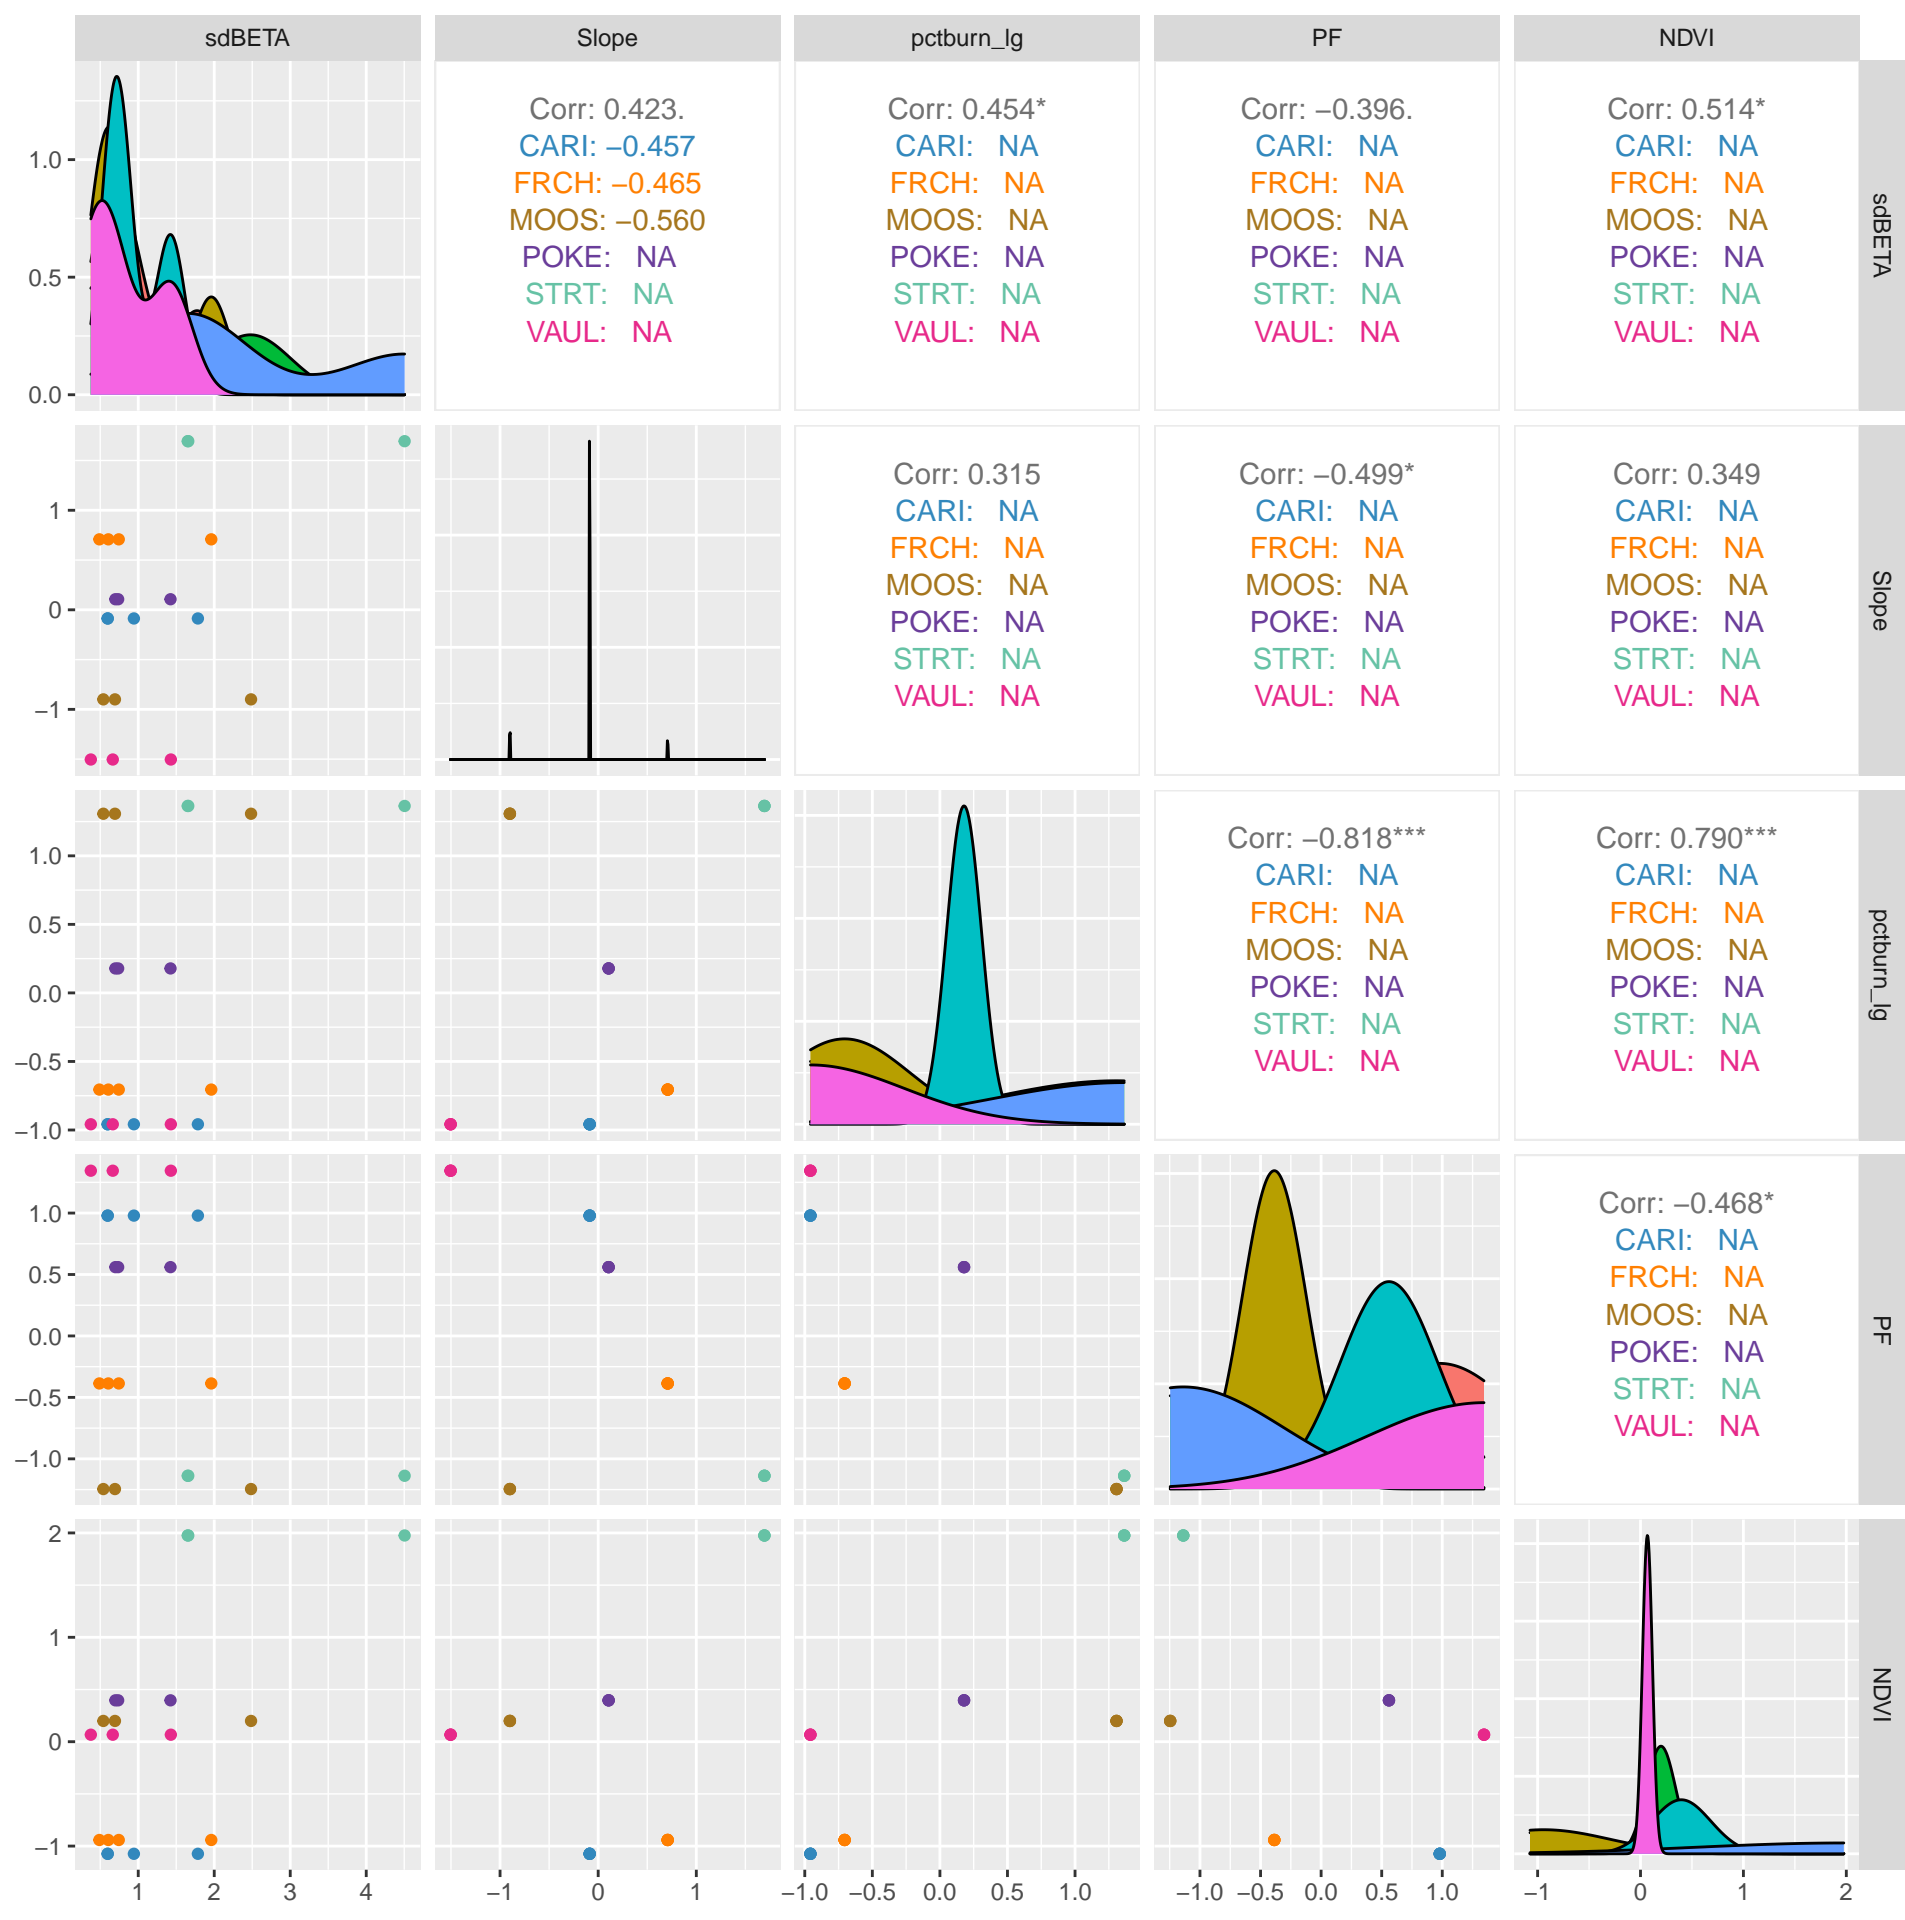 sdBETA Slope pctburn_lg PF NDVI
Corr: 0.423.
CARI: −0.457
FRCH: −0.465
MOOS: −0.560
POKE: NA
STRT: NA
VAUL: NA
Corr: 0.454*
CARI: NA
FRCH: NA
MOOS: NA
POKE: NA
STRT: NA
VAUL: NA
Corr: −0.396.
CARI: NA
FRCH: NA
MOOS: NA
POKE: NA
STRT: NA
VAUL: NA
Corr: 0.514*
CARI: NA
FRCH: NA
MOOS: NA
POKE: NA
STRT: NA
VAUL: NA
sdBETA
1.0
0.5
0.0
Corr: 0.315
CARI: NA
FRCH: NA
MOOS: NA
POKE: NA
STRT: NA
VAUL: NA
Corr: −0.499*
CARI: NA
FRCH: NA
MOOS: NA
POKE: NA
STRT: NA
VAUL: NA
Corr: 0.349
CARI: NA
FRCH: NA
MOOS: NA
POKE: NA
STRT: NA
VAUL: NA
Slope
1
0
−1
Corr: −0.818***
CARI: NA
FRCH: NA
MOOS: NA
POKE: NA
STRT: NA
VAUL: NA
Corr: 0.790***
CARI: NA
FRCH: NA
MOOS: NA
POKE: NA
STRT: NA
VAUL: NA
pctburn_lg
1.0
0.5
0.0
−0.5
−1.0
Corr: −0.468*
CARI: NA
FRCH: NA
MOOS: NA
POKE: NA
STRT: NA
VAUL: NA
PF
1.0
0.5
0.0
−0.5
−1.0
NDVI
2
1
0
−1
1 2 3 4
−1 0 1
−1.0 −0.5 0.0 0.5 1.0
−1.0 −0.5 0.0 0.5 1.0
−1 0 1 2